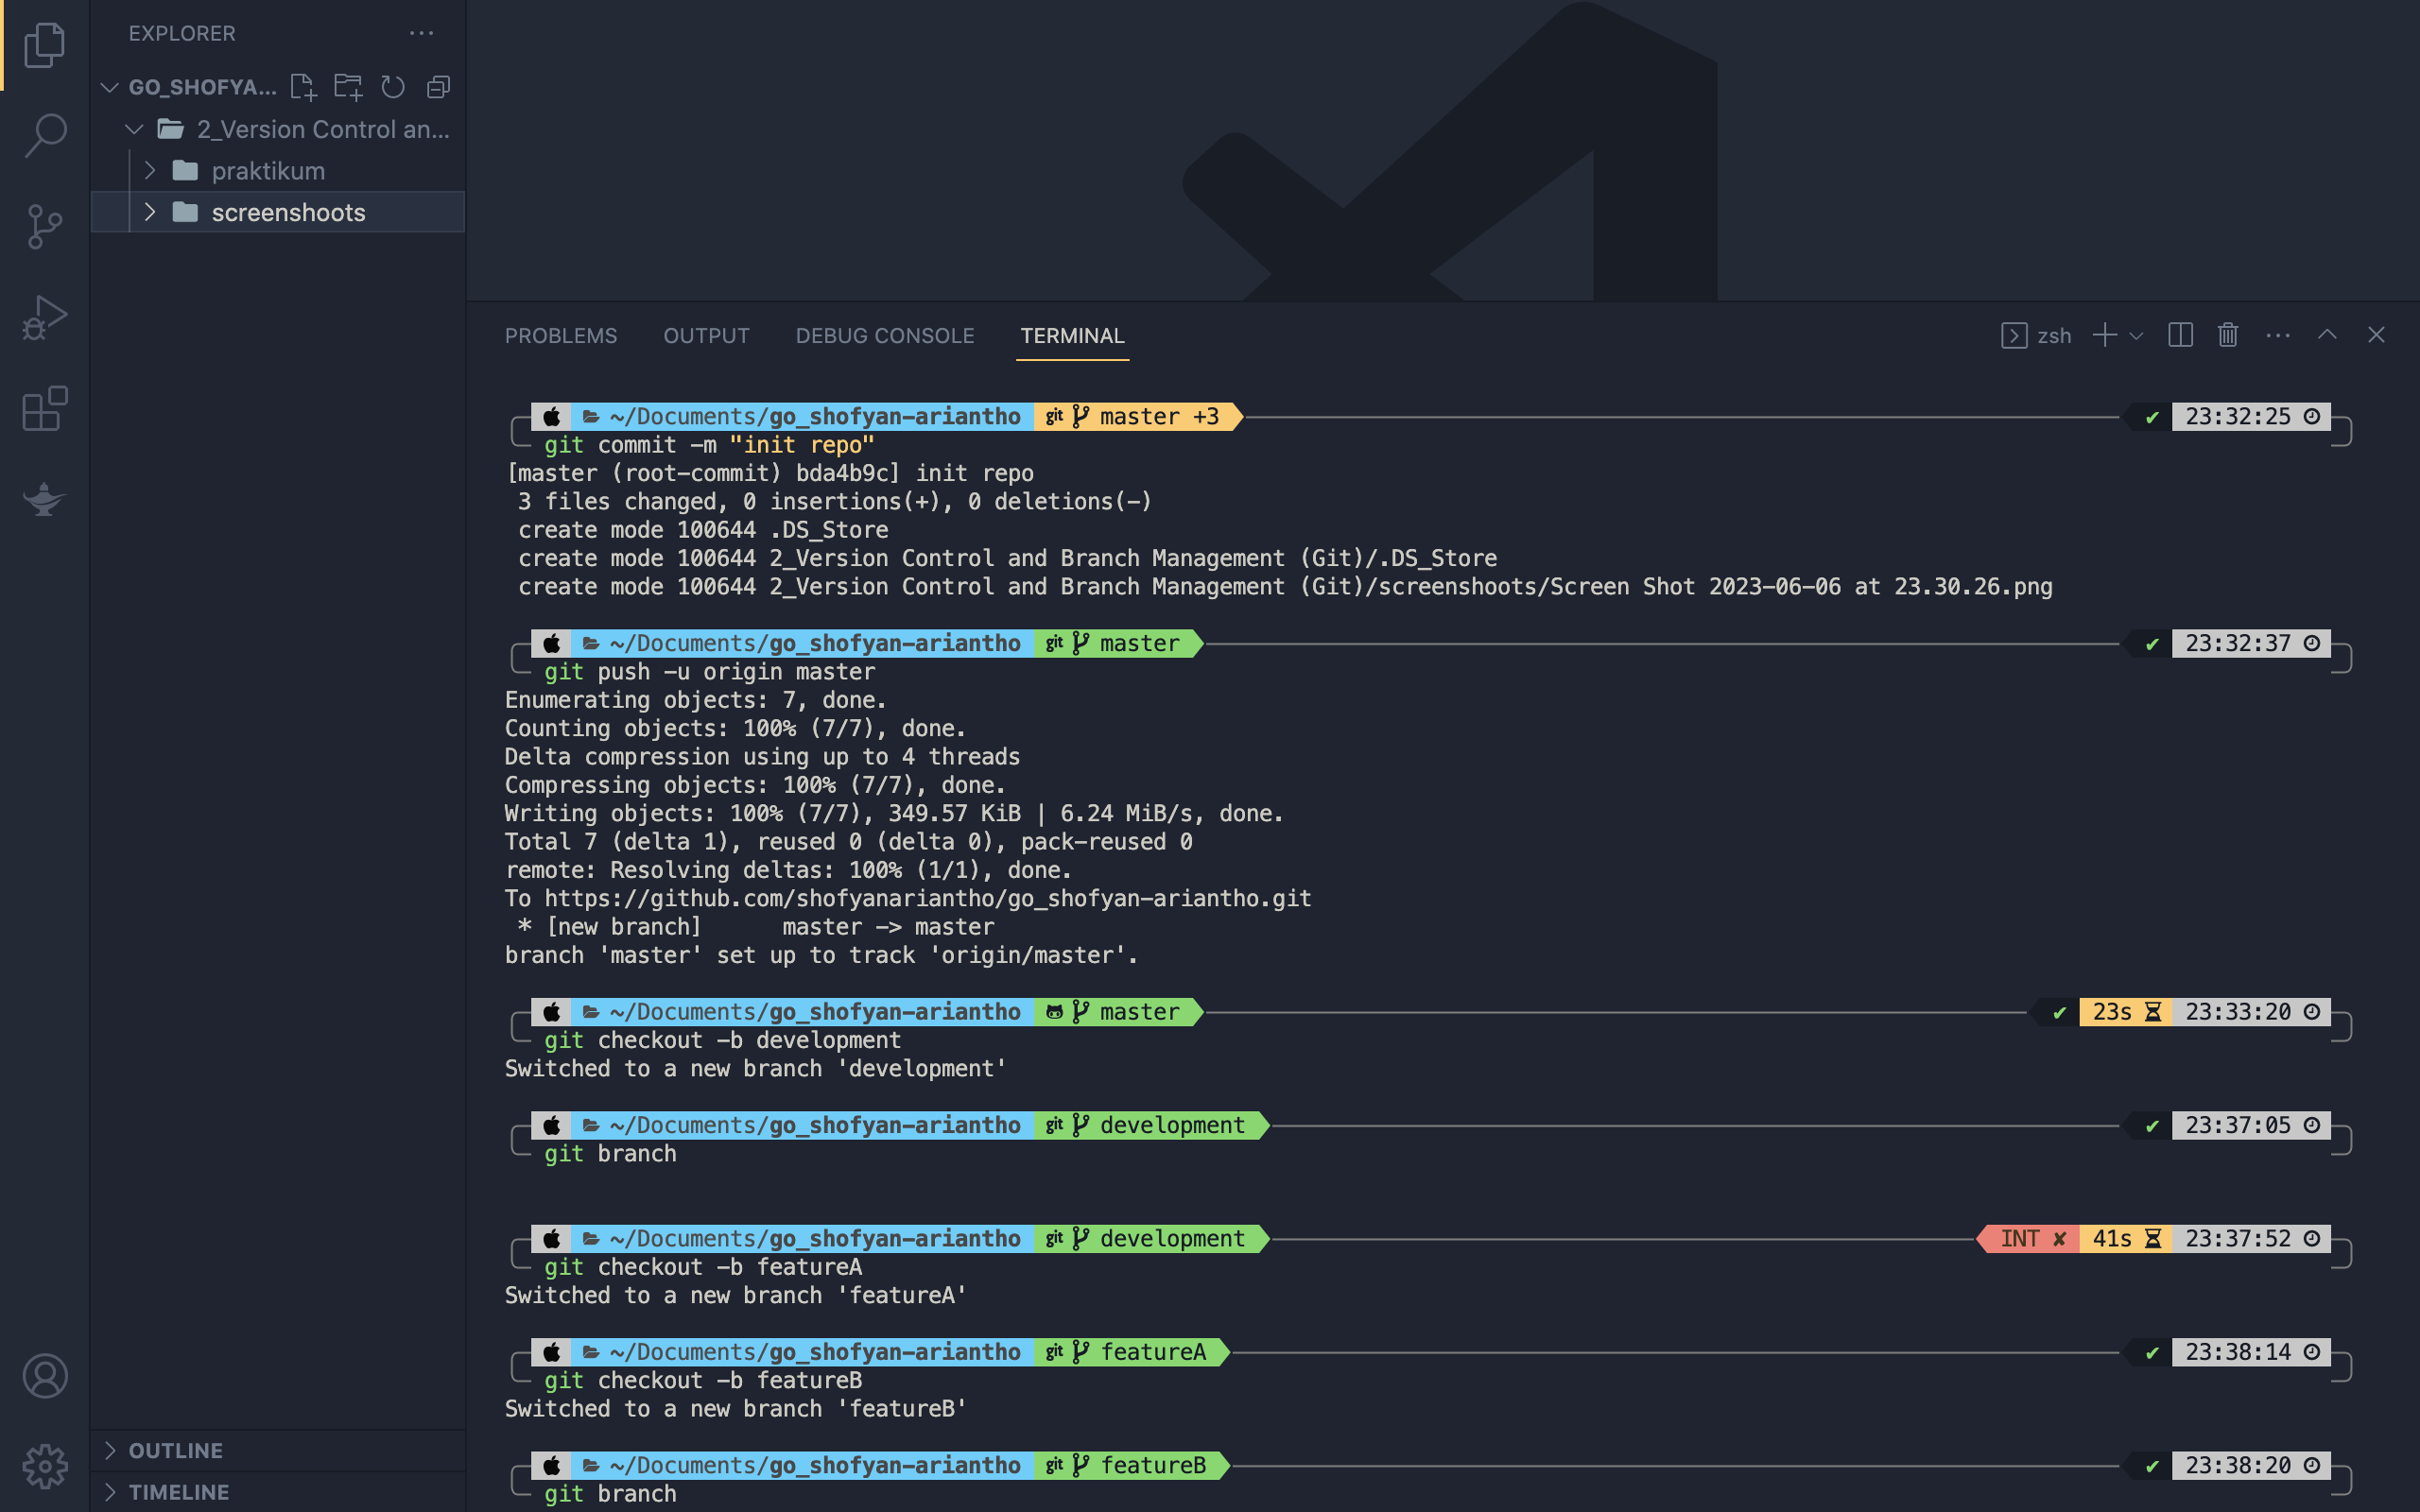 EXPLORER
GO_SHOFYA...
2_Version Control an...
praktikum
screenshoots
OUTLINE
TIMELINE
PROBLEMS OUTPUT DEBUG CONSOLE TERMINAL zsh
~/Documents/go_shofyan-ariantho git master +3 ✔ 23:32:25
git commit -m "init repo"
[master (root-commit) bda4b9c] init repo
3 files changed, 0 insertions(+), 0 deletions(-)
create mode 100644 .DS_Store
create mode 100644 2_Version Control and Branch Management (Git)/.DS_Store
create mode 100644 2_Version Control and Branch Management (Git)/screenshoots/Screen Shot 2023-06-06 at 23.30.26.png
~/Documents/go_shofyan-ariantho git master ✔ 23:32:37
git push -u origin master
Enumerating objects: 7, done.
Counting objects: 100% (7/7), done.
Delta compression using up to 4 threads
Compressing objects: 100% (7/7), done.
Writing objects: 100% (7/7), 349.57 KiB | 6.24 MiB/s, done.
Total 7 (delta 1), reused 0 (delta 0), pack-reused 0
remote: Resolving deltas: 100% (1/1), done.
To https://github.com/shofyanariantho/go_shofyan-ariantho.git
* [new branch]      master -> master
branch 'master' set up to track 'origin/master'.
~/Documents/go_shofyan-ariantho master ✔ 23s 23:33:20
git checkout -b development
Switched to a new branch 'development'
~/Documents/go_shofyan-ariantho git development ✔ 23:37:05
git branch
~/Documents/go_shofyan-ariantho git development INT ✘ 41s 23:37:52
git checkout -b featureA
Switched to a new branch 'featureA'
~/Documents/go_shofyan-ariantho git featureA ✔ 23:38:14
git checkout -b featureB
Switched to a new branch 'featureB'
~/Documents/go_shofyan-ariantho git featureB ✔ 23:38:20
git branch